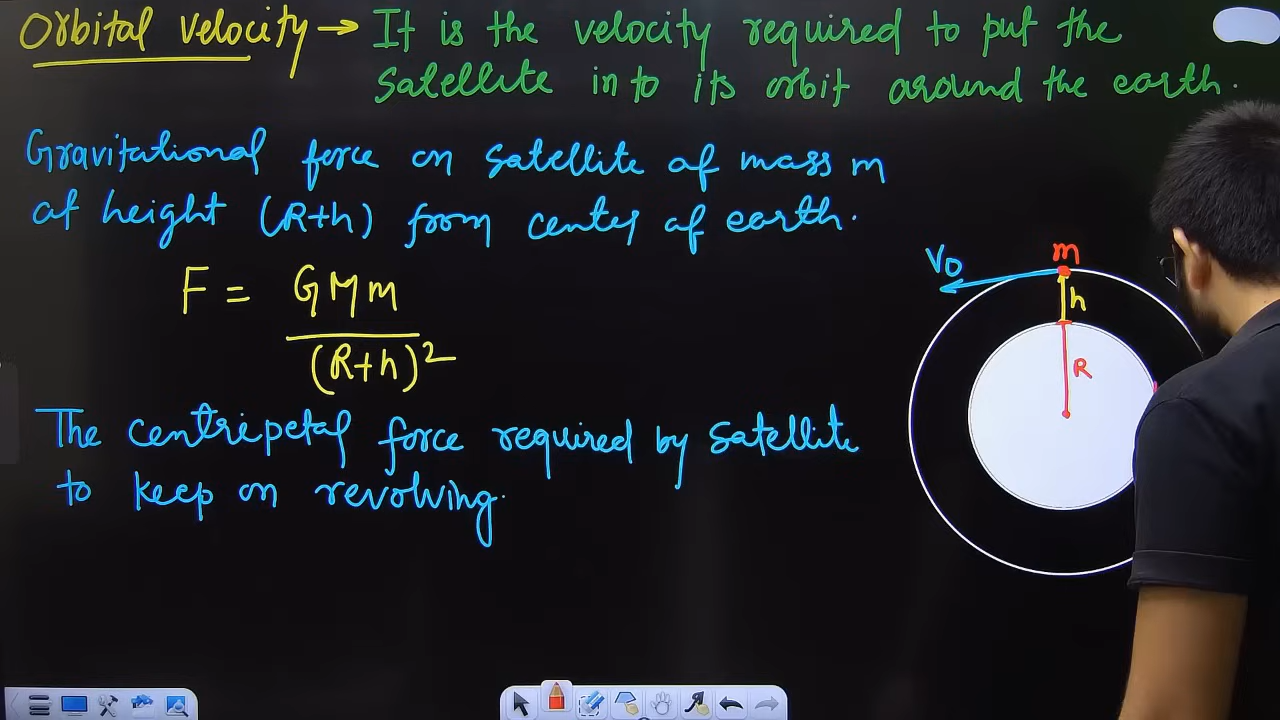 Orbital velocity → It is the velocity required to put the
satellite in to its orbit around the earth.
Gravitational force on satellite of mass m
at height (R+h) from center of earth.
F = GMm
(R+h)²
The centripetal force required by satellite
to keep on revolving.
m
V₀
h
R